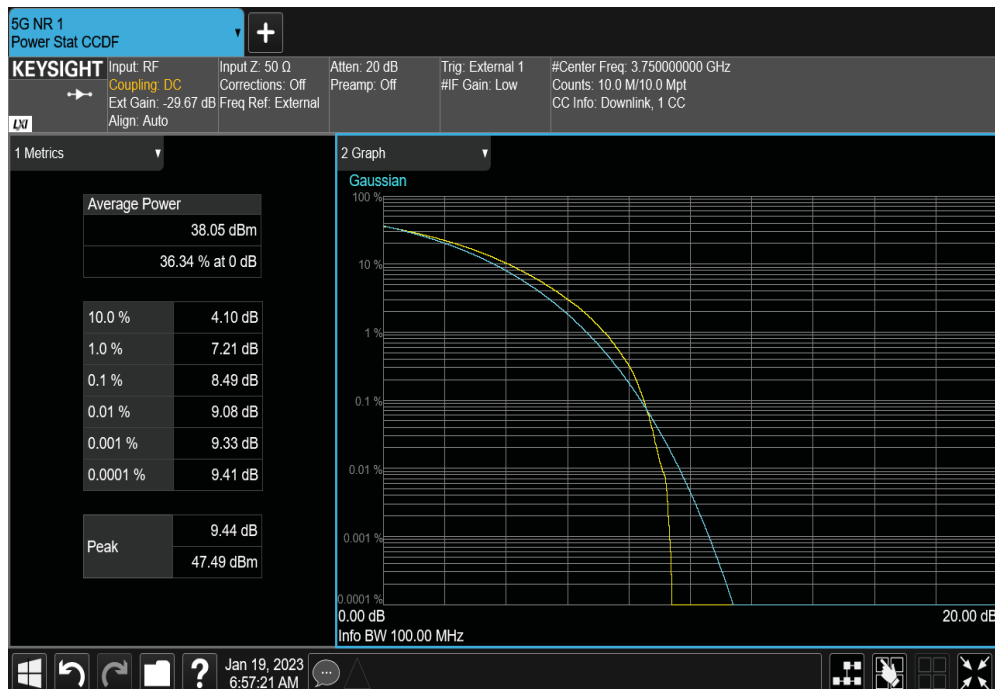 5G NR 1
Power Stat CCDF
+
KEYSIGHT
LXI
Input: RF
Coupling: DC
Ext Gain: -29.67 dB
Align: Auto
Input Z: 50 Ω
Corrections: Off
Freq Ref: External
Atten: 20 dB
Preamp: Off
Trig: External 1
#IF Gain: Low
#Center Freq: 3.750000000 GHz
Counts: 10.0 M/10.0 Mpt
CC Info: Downlink, 1 CC
1 Metrics
Average Power
38.05 dBm
36.34 % at 0 dB
10.0 % 4.10 dB
1.0 % 7.21 dB
0.1 % 8.49 dB
0.01 % 9.08 dB
0.001 % 9.33 dB
0.0001 % 9.41 dB
Peak
9.44 dB
47.49 dBm
2 Graph
Gaussian
100 %
10 %
1 %
0.1 %
0.01 %
0.001 %
0.0001 %
0.00 dB
20.00 dB
Info BW 100.00 MHz
?
Jan 19, 2023
6:57:21 AM